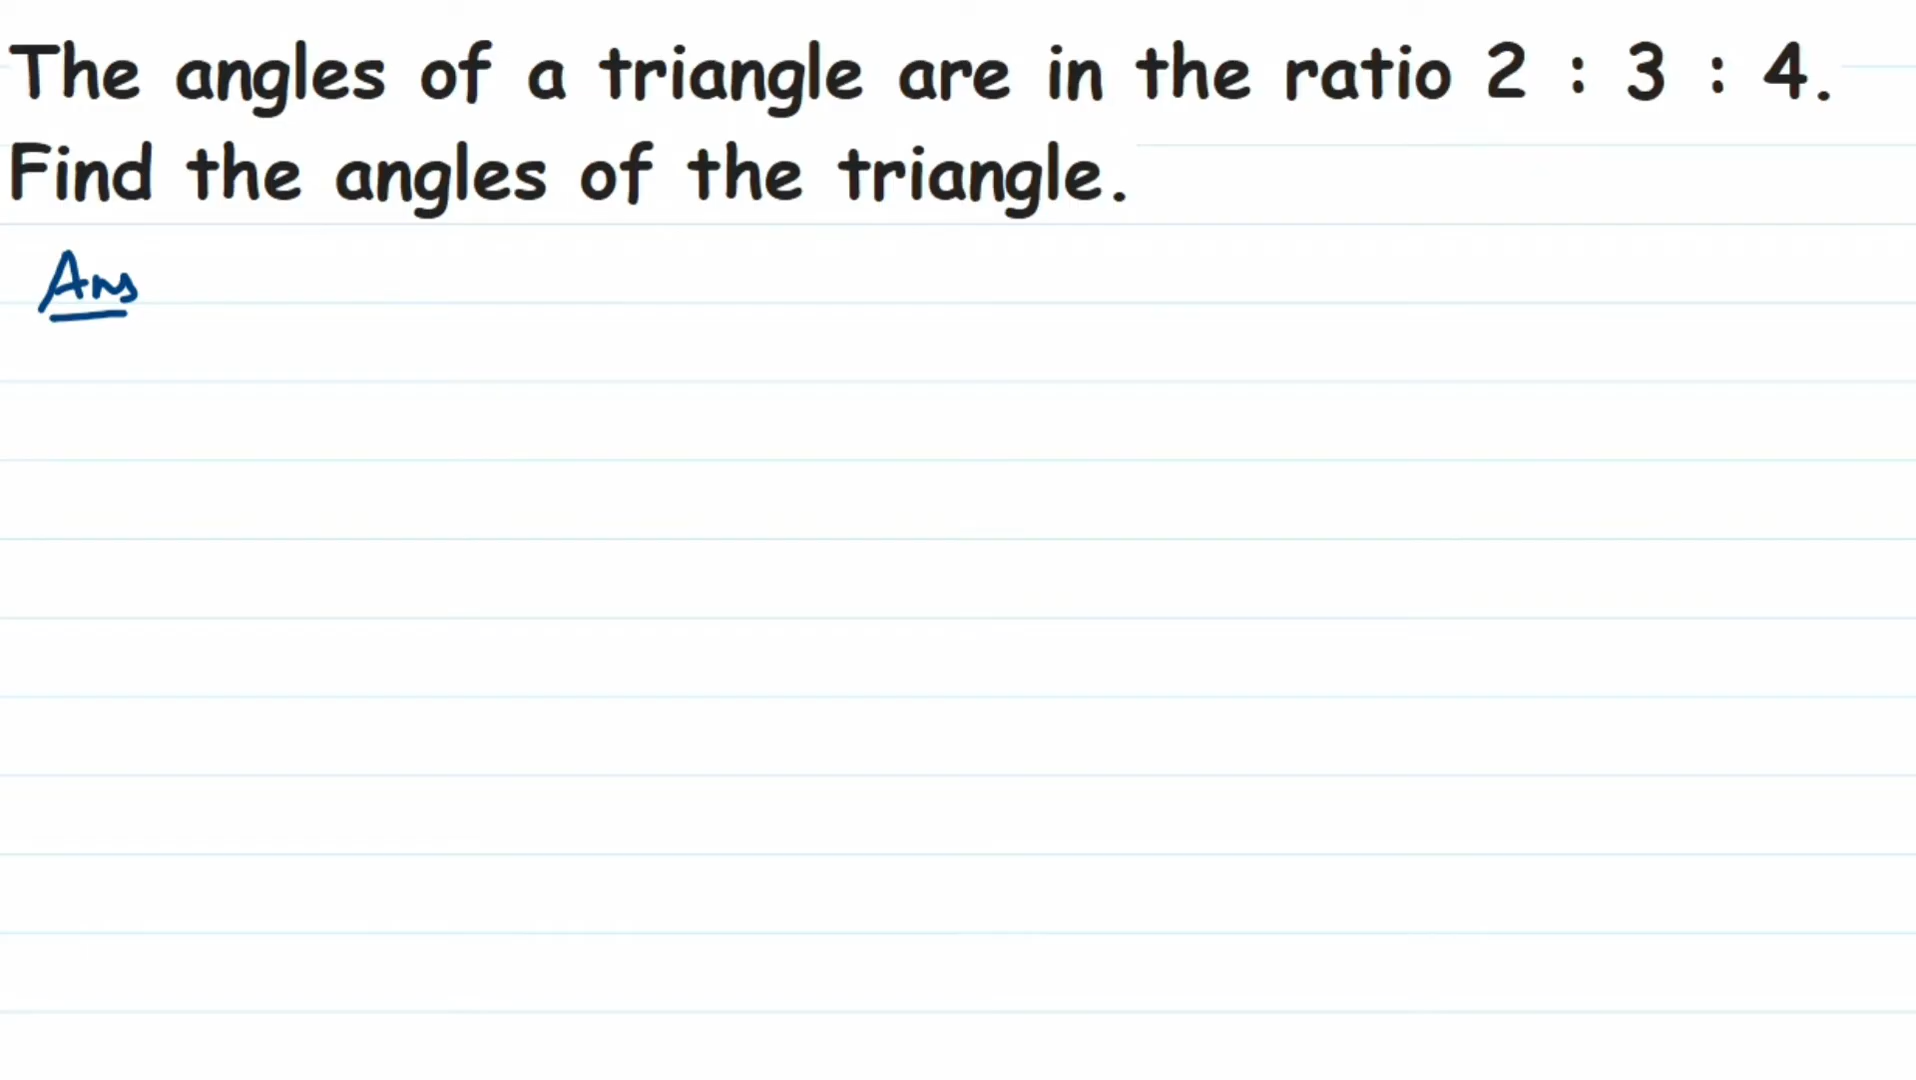 The angles of a triangle are in the ratio 2 : 3 : 4.
Find the angles of the triangle.
Ans